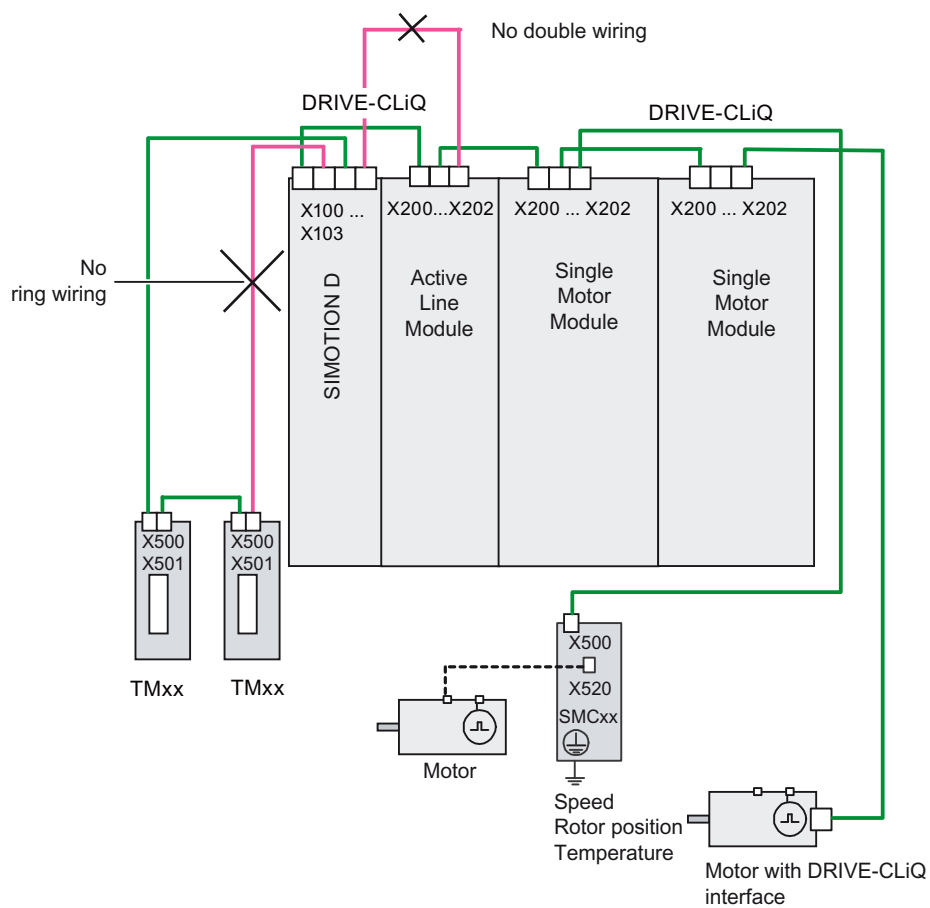 No double wiring
DRIVE-CLiQ
DRIVE-CLiQ
X100 ...
X103
X200...X202
X200 ... X202
X200 ... X202
No
ring wiring
SIMOTION D
Active
Line
Module
Single
Motor
Module
Single
Motor
Module
X500
X501
X500
X501
TMxx
TMxx
X500
X520
SMCxx
Motor
Speed
Rotor position
Temperature
Motor with DRIVE-CLiQ
interface